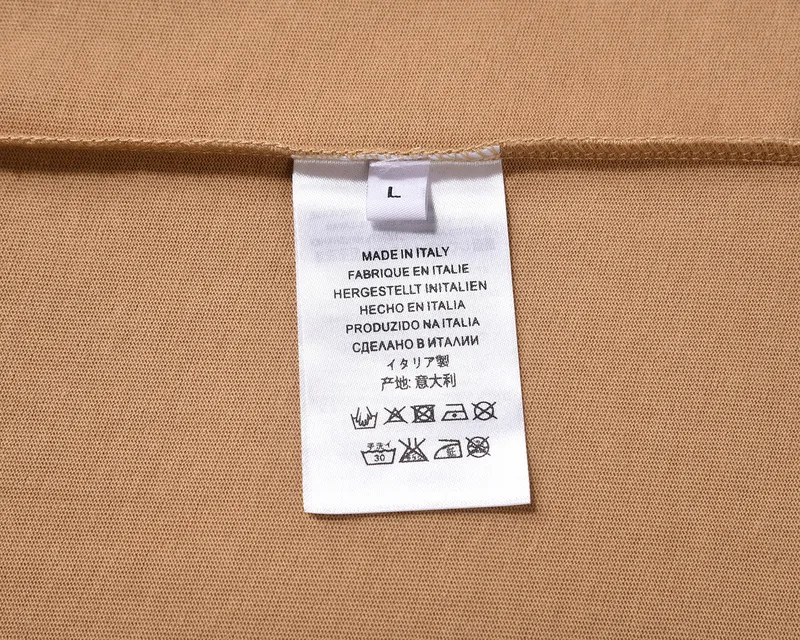 L
MADE IN ITALY
FABRIQUE EN ITALIE
HERGESTELLT INITALIEN
HECHO EN ITALIA
PRODUZIDO NA ITALIA
СДЕЛАНО В ИТАЛИИ
イタリア製
产地: 意大利
30